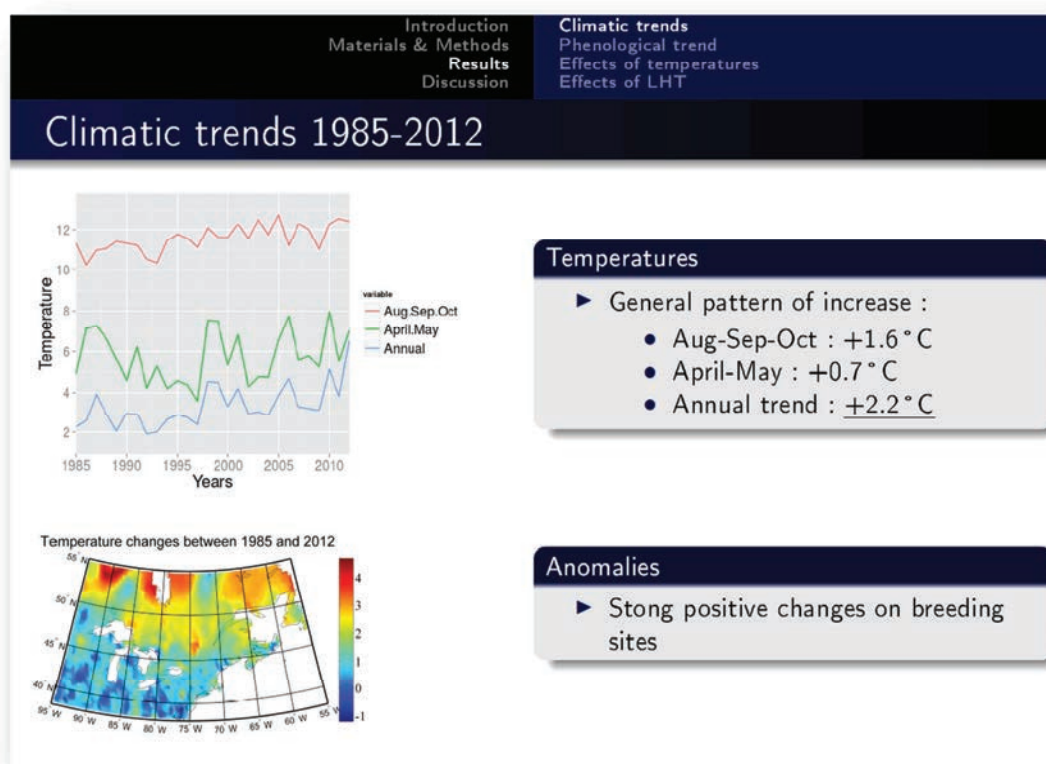 Introduction
Materials & Methods
Results
Discussion
Climatic trends
Phenological trend
Effects of temperatures
Effects of LHT
Climatic trends 1985-2012
12
10
8
6
4
2
Temperature
1985 1990 1995 2000 2005 2010
Years
variable
Aug.Sep.Oct
April.May
Annual
Temperatures
General pattern of increase :
Aug-Sep-Oct : +1.6°C
April-May : +0.7°C
Annual trend : +2.2°C
Temperature changes between 1985 and 2012
55°N
50°N
45°N
40°N
95°W 90°W 85°W 80°W 75°W 70°W 65°W 60°W 55°W
4
3
2
1
0
-1
Anomalies
Stong positive changes on breeding
sites